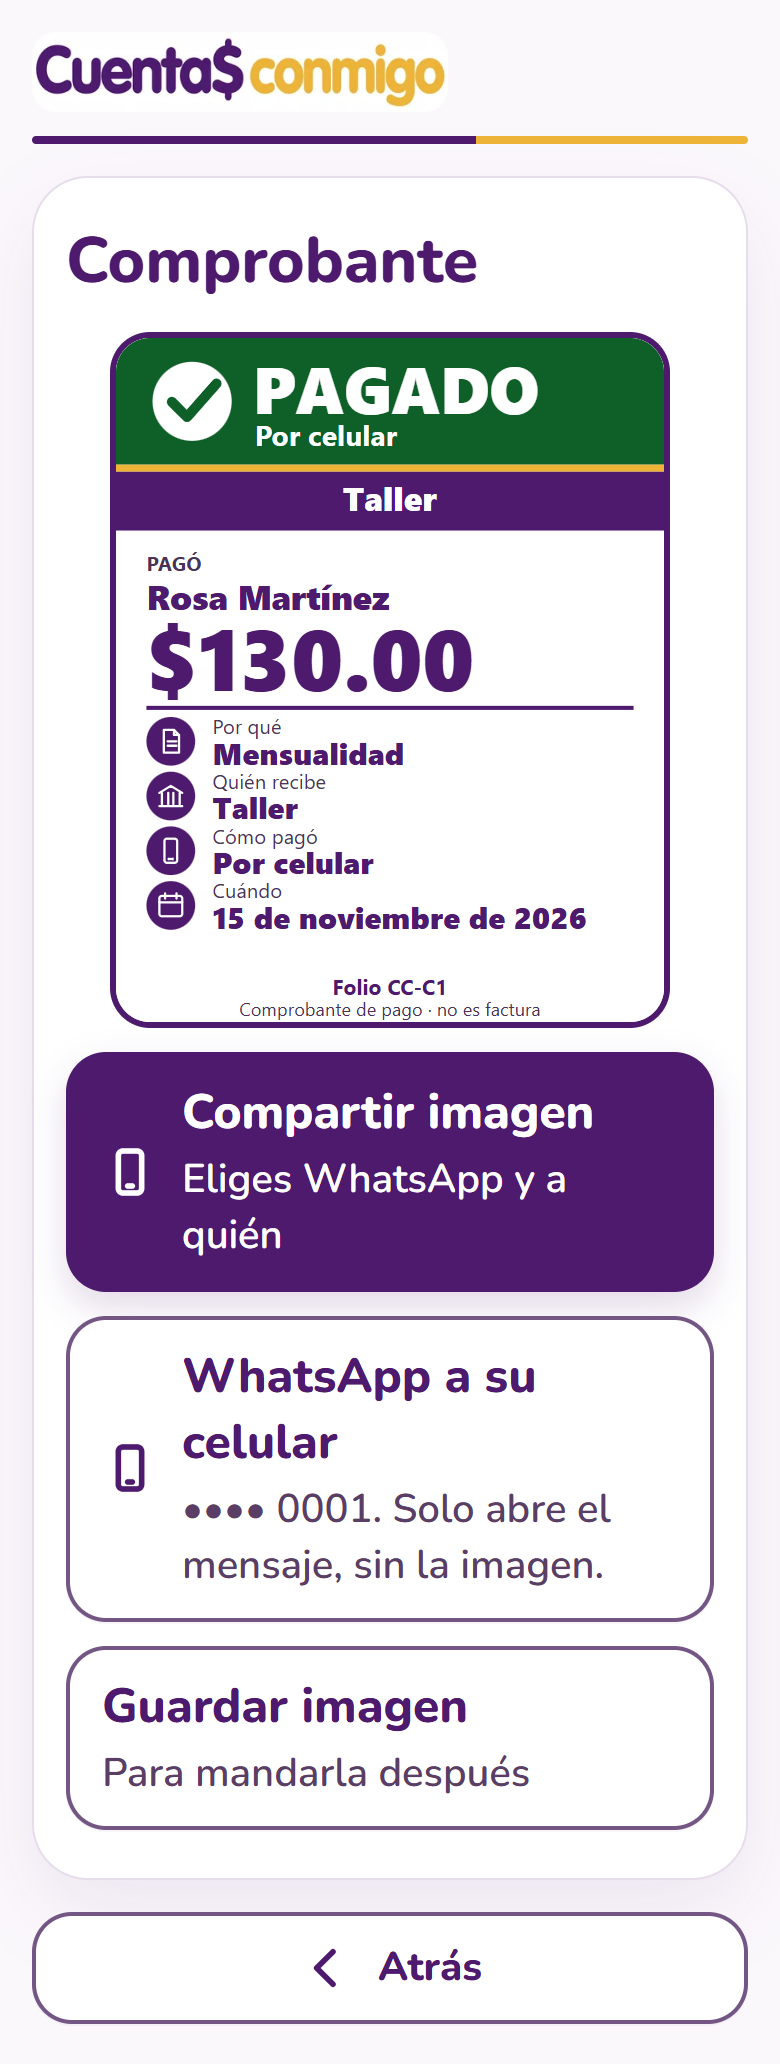 Cuenta$ conmigo
Comprobante
PAGADO
Por celular
Taller
PAGÓ
Rosa Martínez
$130.00
Por qué
Mensualidad
Quién recibe
Taller
Cómo pagó
Por celular
Cuándo
15 de noviembre de 2026
Folio CC-C1
Comprobante de pago · no es factura
Compartir imagen
Eliges WhatsApp y a
quién
WhatsApp a su
celular
•••• 0001. Solo abre el
mensaje, sin la imagen.
Guardar imagen
Para mandarla después
Atrás